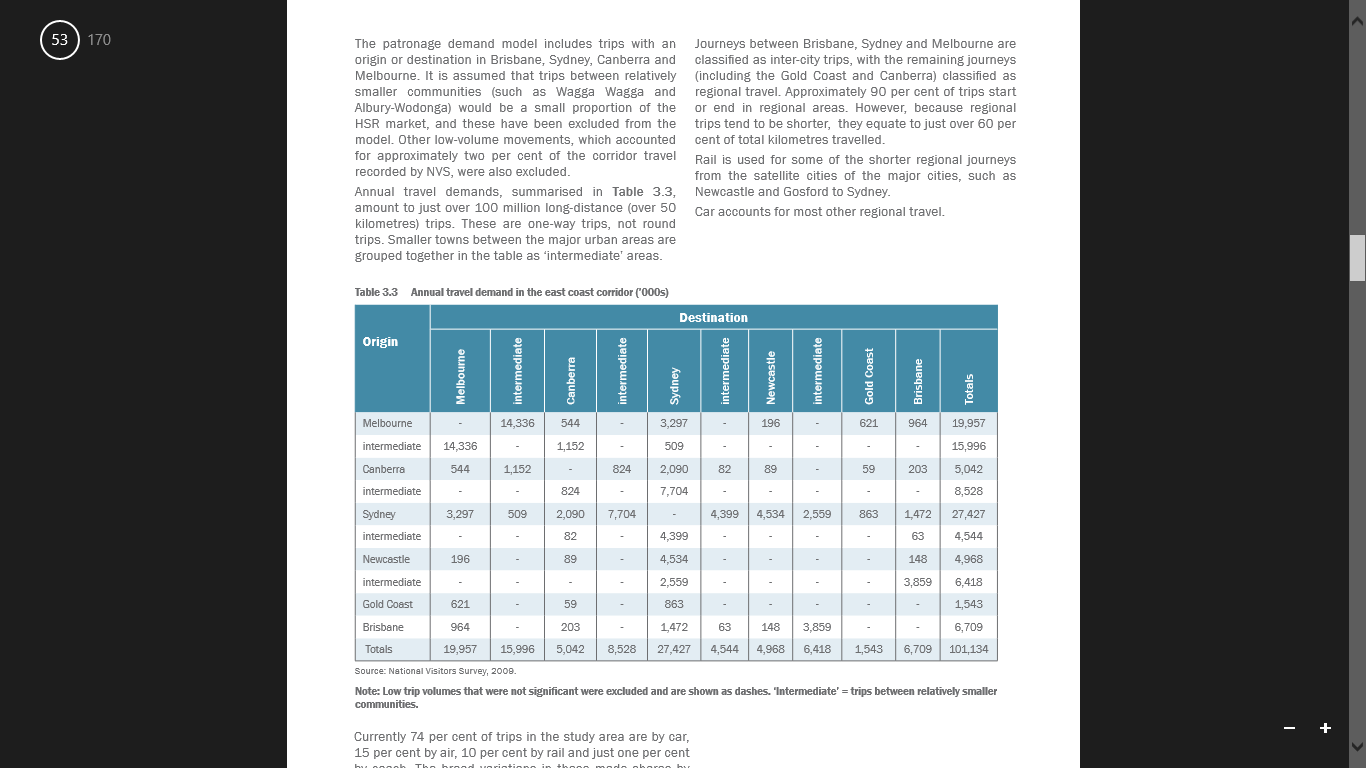 53 170
The patronage demand model includes trips with an
origin or destination in Brisbane, Sydney, Canberra and
Melbourne. It is assumed that trips between relatively
smaller communities (such as Wagga Wagga and
Albury-Wodonga) would be a small proportion of the
HSR market, and these have been excluded from the
model. Other low-volume movements, which accounted
for approximately two per cent of the corridor travel
recorded by NVS, were also excluded.
Annual travel demands, summarised in Table 3.3,
amount to just over 100 million long-distance (over 50
kilometres) trips. These are one-way trips, not round
trips. Smaller towns between the major urban areas are
grouped together in the table as ‘intermediate’ areas.
Journeys between Brisbane, Sydney and Melbourne are
classified as inter-city trips, with the remaining journeys
(including the Gold Coast and Canberra) classified as
regional travel. Approximately 90 per cent of trips start
or end in regional areas. However, because regional
trips tend to be shorter, they equate to just over 60 per
cent of total kilometres travelled.
Rail is used for some of the shorter regional journeys
from the satellite cities of the major cities, such as
Newcastle and Gosford to Sydney.
Car accounts for most other regional travel.
Table 3.3 Annual travel demand in the east coast corridor (’000s)
Origin Destination
Melbourne intermediate Canberra intermediate Sydney intermediate Newcastle intermediate Gold Coast Brisbane Totals
Melbourne - 14,336 544 - 3,297 - 196 - 621 964 19,957
intermediate 14,336 - 1,152 - 509 - - - - - 15,996
Canberra 544 1,152 - 824 2,090 82 89 - 59 203 5,042
intermediate - - 824 - 7,704 - - - - - 8,528
Sydney 3,297 509 2,090 7,704 - 4,399 4,534 2,559 863 1,472 27,427
intermediate - - 82 - 4,399 - - - - 63 4,544
Newcastle 196 - 89 - 4,534 - - - - 148 4,968
intermediate - - - - 2,559 - - - - 3,859 6,418
Gold Coast 621 - 59 - 863 - - - - - 1,543
Brisbane 964 - 203 - 1,472 63 148 3,859 - - 6,709
Totals 19,957 15,996 5,042 8,528 27,427 4,544 4,968 6,418 1,543 6,709 101,134
Source: National Visitors Survey, 2009.
Note: Low trip volumes that were not significant were excluded and are shown as dashes. ‘Intermediate’ = trips between relatively smaller
communities.
Currently 74 per cent of trips in the study area are by car,
15 per cent by air, 10 per cent by rail and just one per cent
by coach. The broad variations in these mode shares by